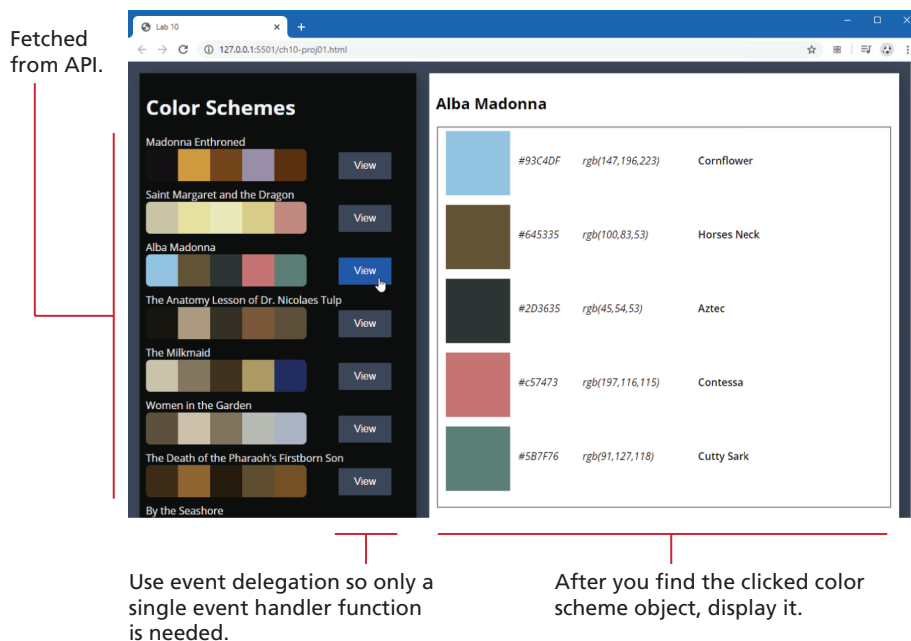 Fetched
from API.
Lab 10
127.0.0.1:5501/ch10-proj01.html
Color Schemes
Madonna Enthroned
View
Saint Margaret and the Dragon
View
Alba Madonna
View
The Anatomy Lesson of Dr. Nicolaes Tulp
View
The Milkmaid
View
Women in the Garden
View
The Death of the Pharaoh's Firstborn Son
View
By the Seashore
Alba Madonna
#93C4DF rgb(147,196,223) Cornflower
#645335 rgb(100,83,53) Horses Neck
#2D3635 rgb(45,54,53) Aztec
#c57473 rgb(197,116,115) Contessa
#5B7F76 rgb(91,127,118) Cutty Sark
Use event delegation so only a
single event handler function
is needed.
After you find the clicked color
scheme object, display it.